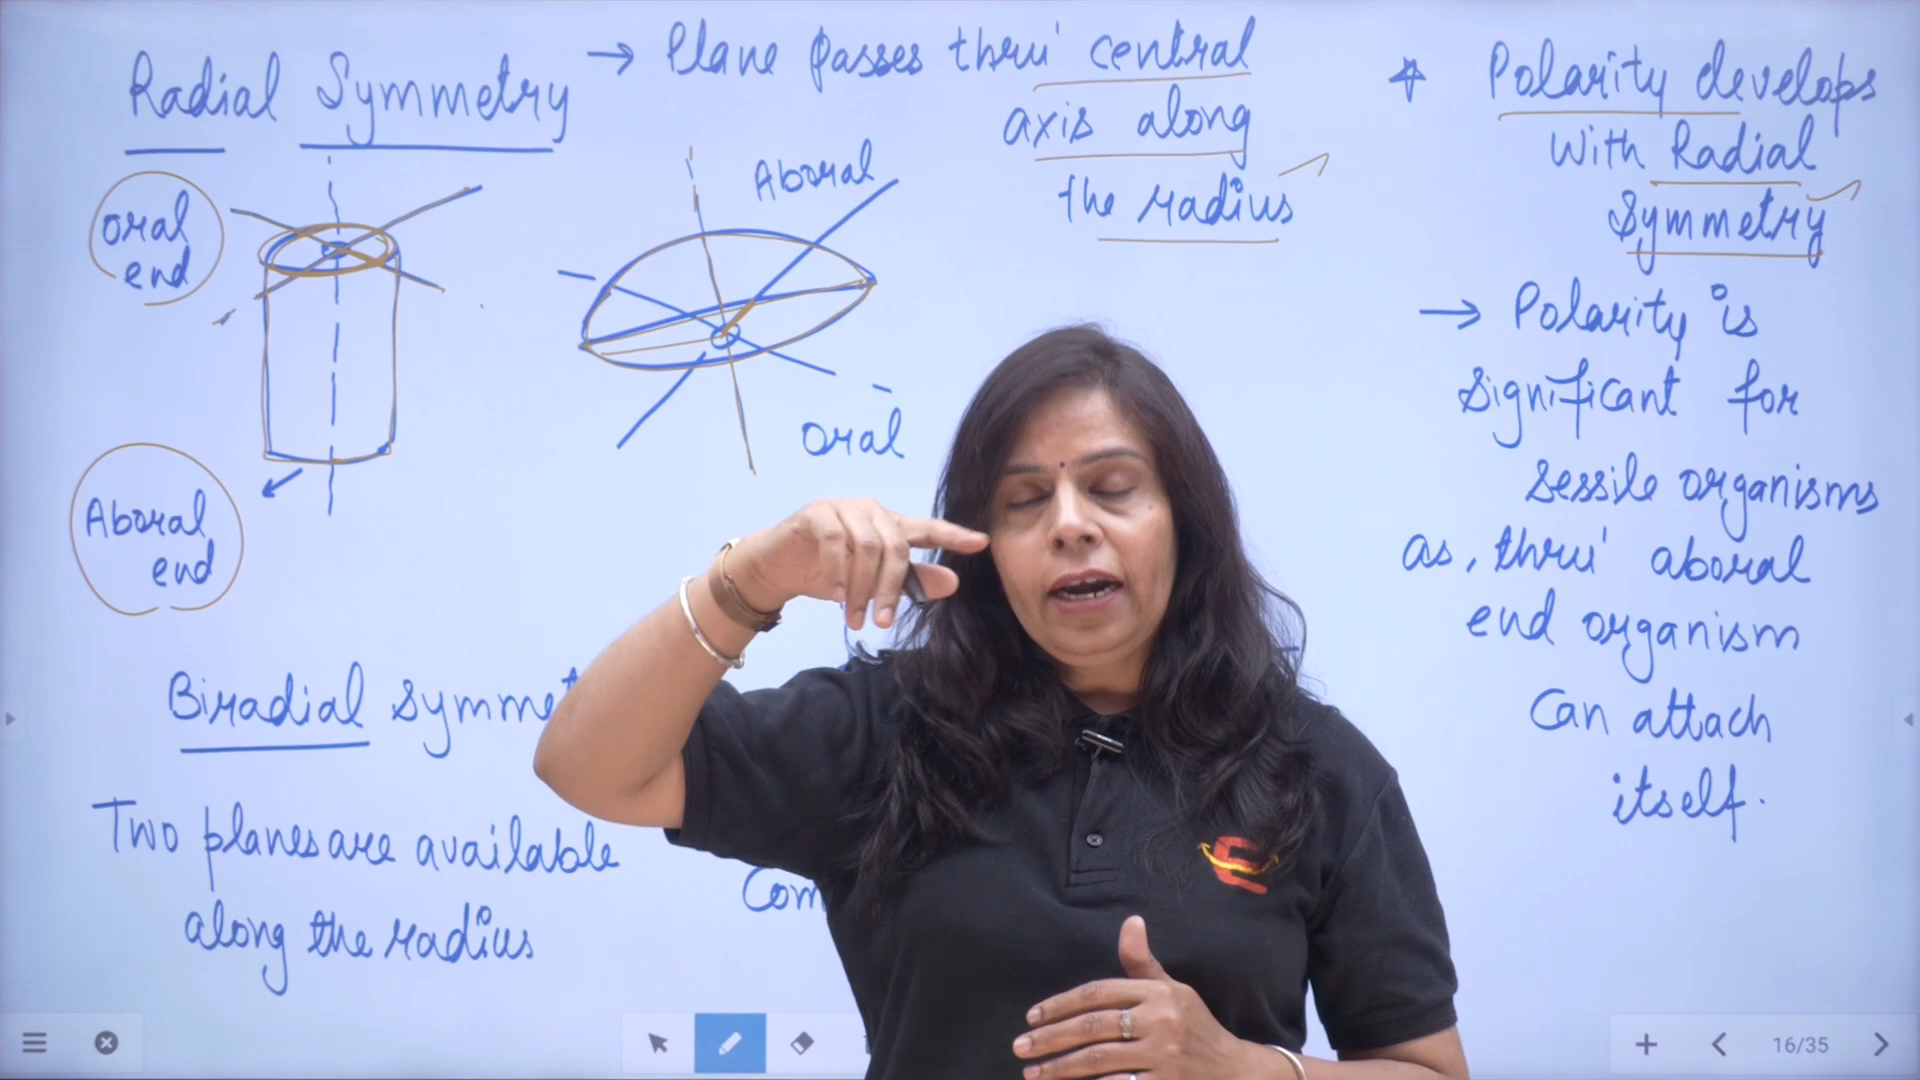 Radial Symmetry → Plane passes thru' central
axis along
the radius
oral
end
Aboral
end
Aboral
oral
* Polarity develops
with Radial
Symmetry
→ Polarity is
significant for
sessile organisms
as, thru' aboral
end organism
Can attach
itself.
Biradial symme
Two planes are available
along the radius
Com
16/35